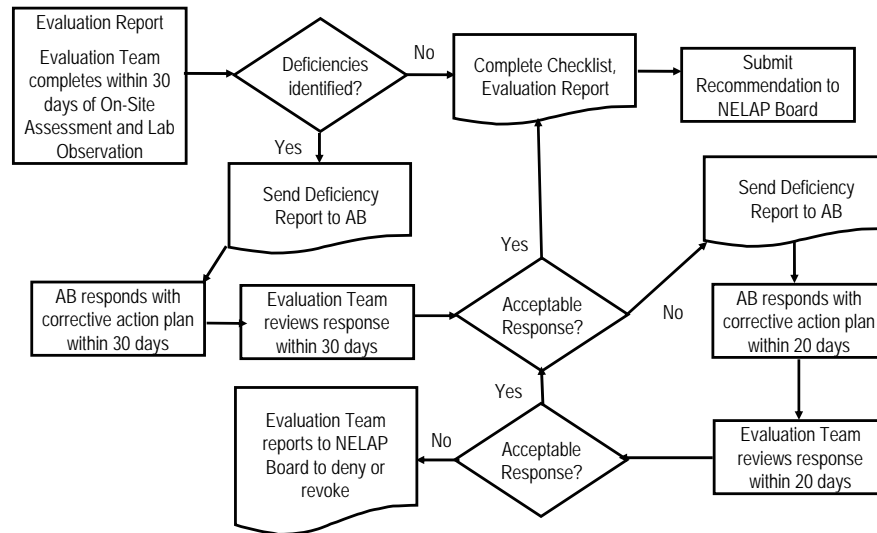 Evaluation Report
Evaluation Team
completes within 30
days of On-Site
Assessment and Lab
Observation
Deficiencies
identified?
No
Complete Checklist,
Evaluation Report
Submit
Recommendation to
NELAP Board
Yes
Send Deficiency
Report to AB
Send Deficiency
Report to AB
Yes
AB responds with
corrective action plan
within 30 days
Evaluation Team
reviews response
within 30 days
Acceptable
Response?
No
AB responds with
corrective action plan
within 20 days
Yes
Evaluation Team
reports to NELAP
Board to deny or
revoke
No
Acceptable
Response?
Evaluation Team
reviews response
within 20 days